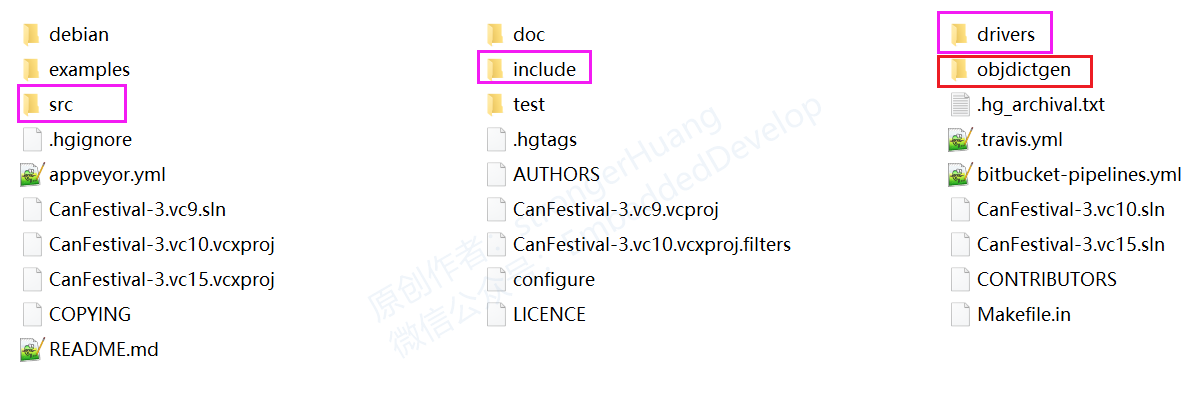 debian
doc
drivers
examples
include
objdictgen
src
test
.hg_archival.txt
.hgignore
.hgtags
.travis.yml
appveyor.yml
AUTHORS
bitbucket-pipelines.yml
CanFestival-3.vc9.sln
CanFestival-3.vc9.vcproj
CanFestival-3.vc10.sln
CanFestival-3.vc10.vcxproj
CanFestival-3.vc10.vcxproj.filters
CanFestival-3.vc15.sln
CanFestival-3.vc15.vcxproj
configure
CONTRIBUTORS
COPYING
LICENCE
Makefile.in
README.md
原创作者：strongerHuang
微信公众号：EmbeddedDevelop